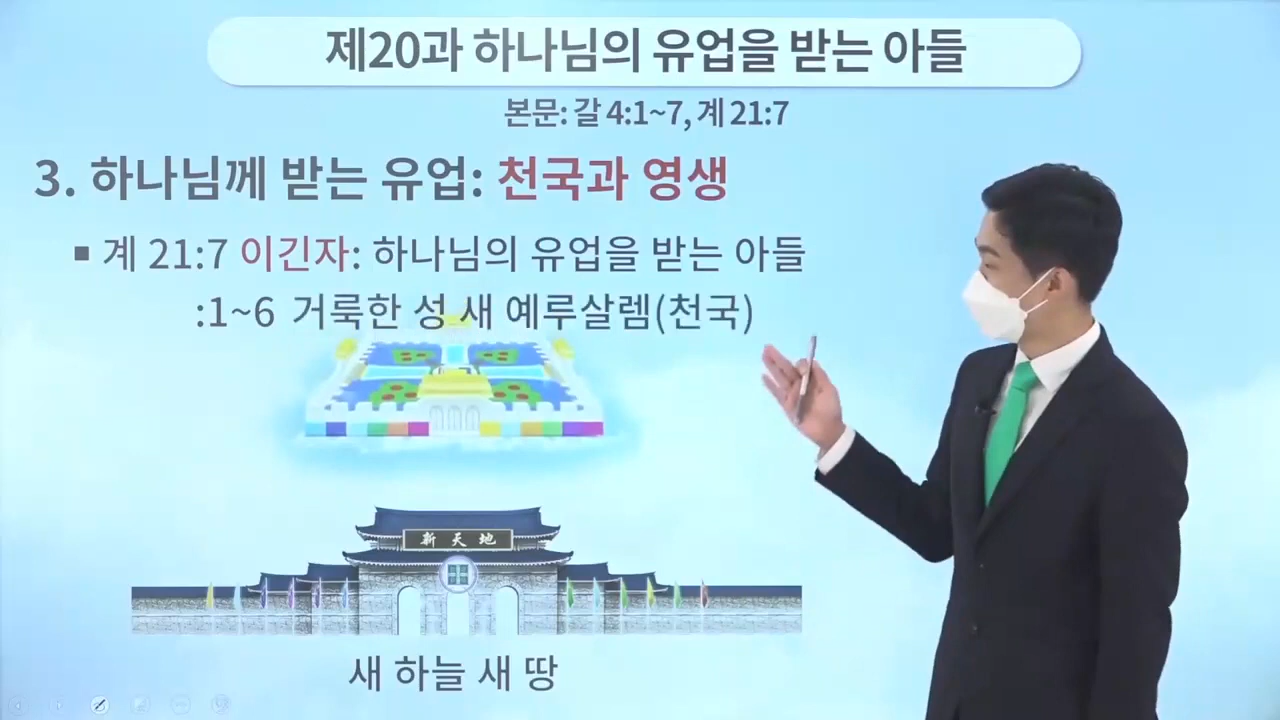 제20과 하나님의 유업을 받는 아들
본문: 갈 4:1~7, 계 21:7
3. 하나님께 받는 유업: 천국과 영생
▪ 계 21:7 이긴자: 하나님의 유업을 받는 아들
:1~6 거룩한 성 새 예루살렘(천국)
新天地
새 하늘 새 땅